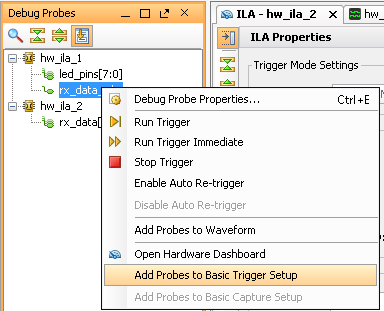 Debug Probes
hw_ila_1
led_pins[7:0]
rx_data
hw_ila_2
rx_data[
Debug Probe Properties... Ctrl+E
Run Trigger
Run Trigger Immediate
Stop Trigger
Enable Auto Re-trigger
Disable Auto Re-trigger
Add Probes to Waveform
Open Hardware Dashboard
Add Probes to Basic Trigger Setup
Add Probes to Basic Capture Setup
ILA - hw_ila_2
hw_
ILA Properties
Trigger Mode Settings